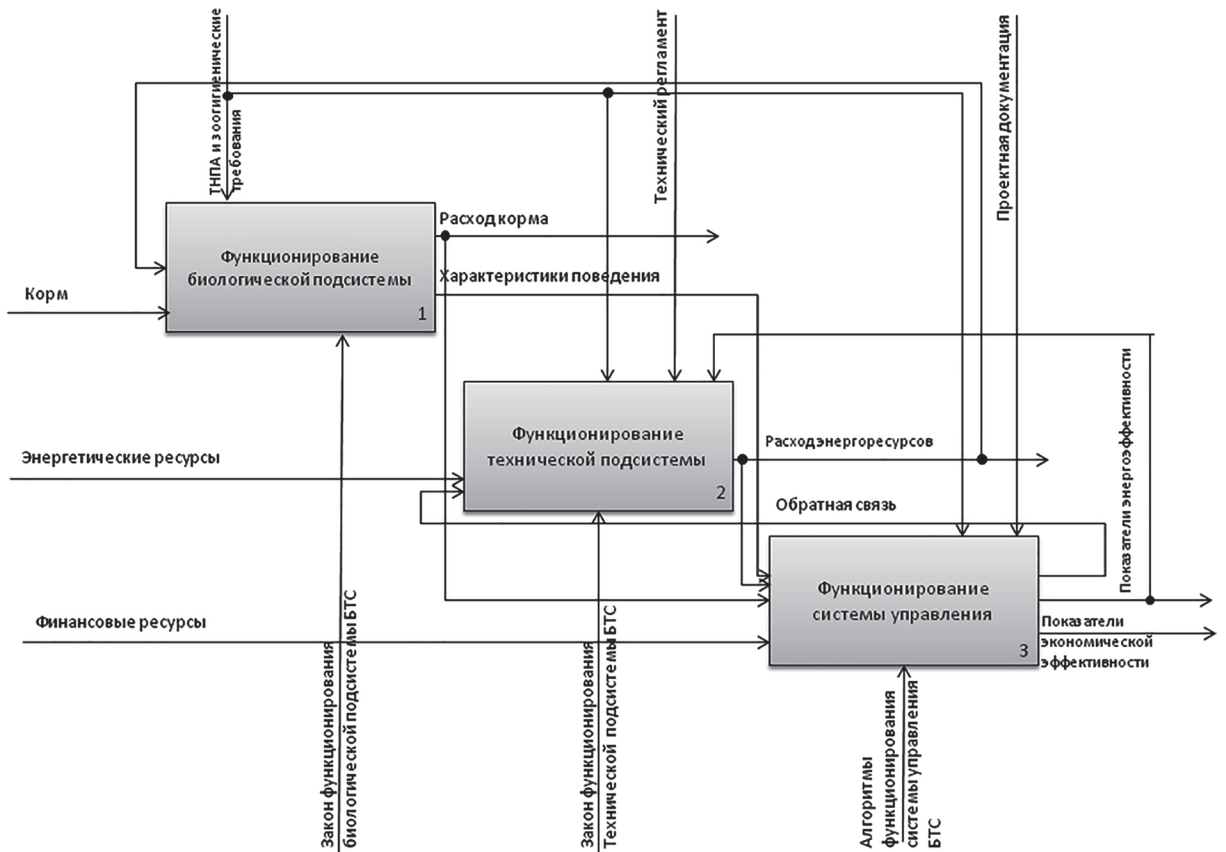 ТНПА и зоогигиенические
требования
Технический регламент
Проектная документация
Функционирование
биологической подсистемы
1
Расход корма
Характеристики поведения
Корм
Функционирование
технической подсистемы
2
Расход энергоресурсов
Энергетические ресурсы
Обратная связь
Показатели энергоэффективности
Функционирование
системы управления
3
Финансовые ресурсы
Показатели
экономической
эффективности
Закон функционирования
биологической подсистемы БТС
Закон функционирования
Технической подсистемы БТС
Алгоритмы
функционирования
системы управления
БТС